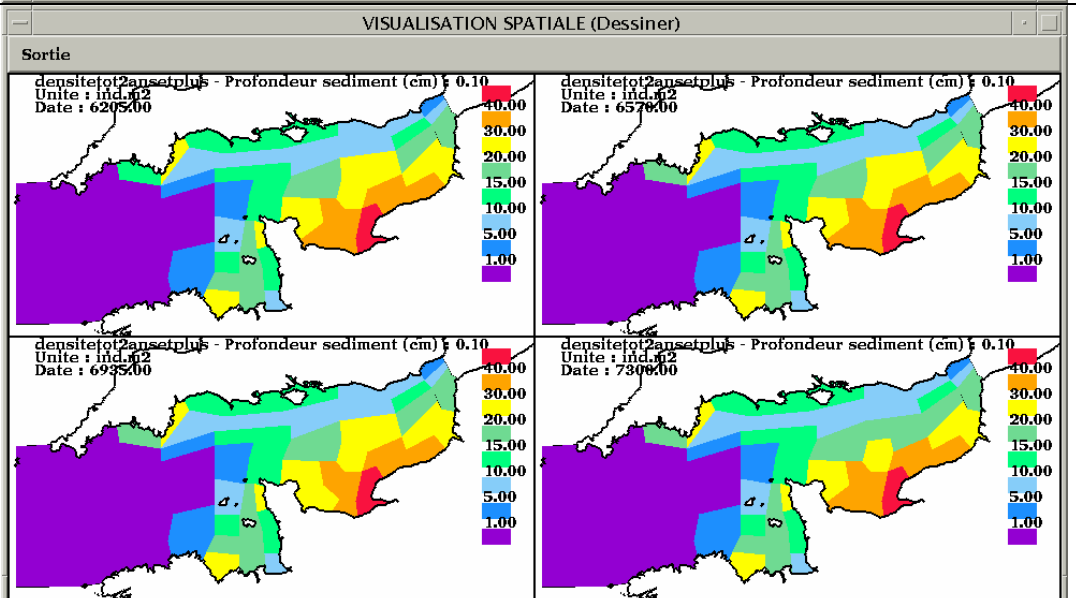 VISUALISATION SPATIALE (Dessiner)
Sortie
densitetot2ansetplus - Profondeur sediment (cm) : 0.10
Unite : ind.m2
Date : 6205.00
40.00
30.00
20.00
15.00
10.00
5.00
1.00
densitetot2ansetplus - Profondeur sediment (cm) : 0.10
Unite : ind.m2
Date : 6570.00
40.00
30.00
20.00
15.00
10.00
5.00
1.00
densitetot2ansetplus - Profondeur sediment (cm) : 0.10
Unite : ind.m2
Date : 6935.00
40.00
30.00
20.00
15.00
10.00
5.00
1.00
densitetot2ansetplus - Profondeur sediment (cm) : 0.10
Unite : ind.m2
Date : 7300.00
40.00
30.00
20.00
15.00
10.00
5.00
1.00